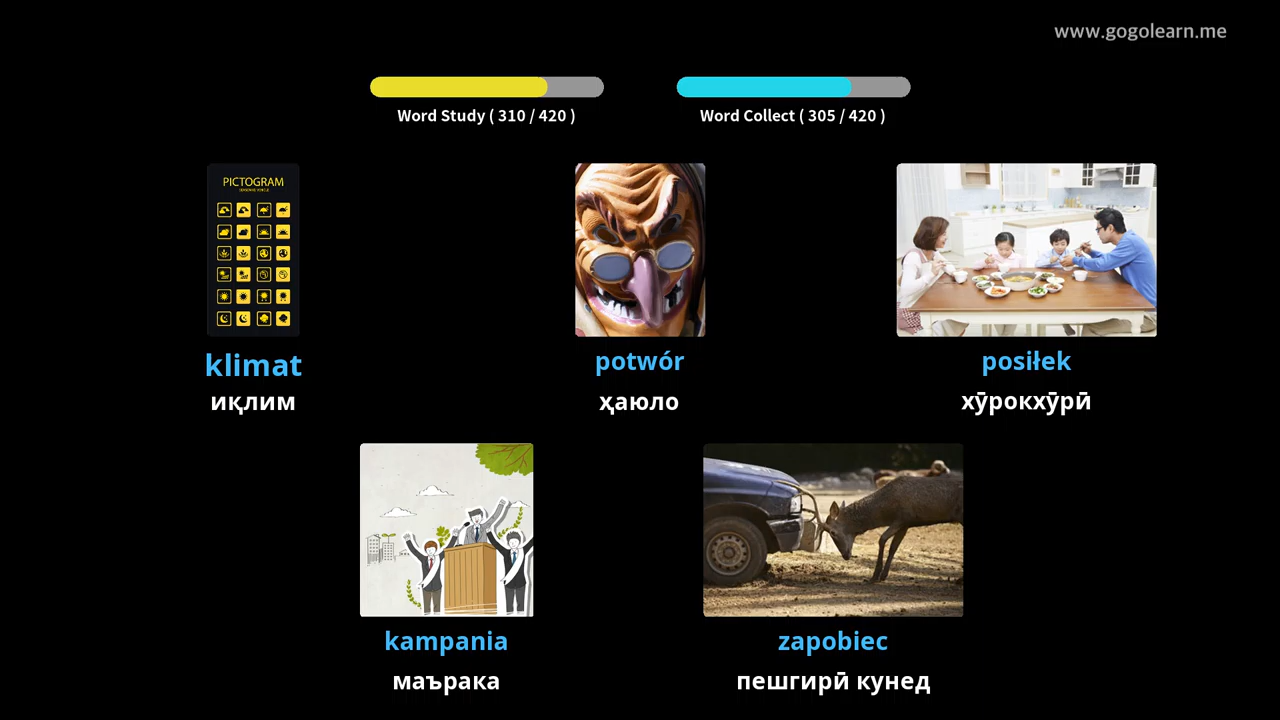 www.gogolearn.me
Word Study ( 310 / 420 )
Word Collect ( 305 / 420 )
PICTOGRAM
klimat
иқлим
potwór
ҳаюло
posiłek
хӯрокхӯрӣ
kampania
маърака
zapobiec
пешгирӣ кунед